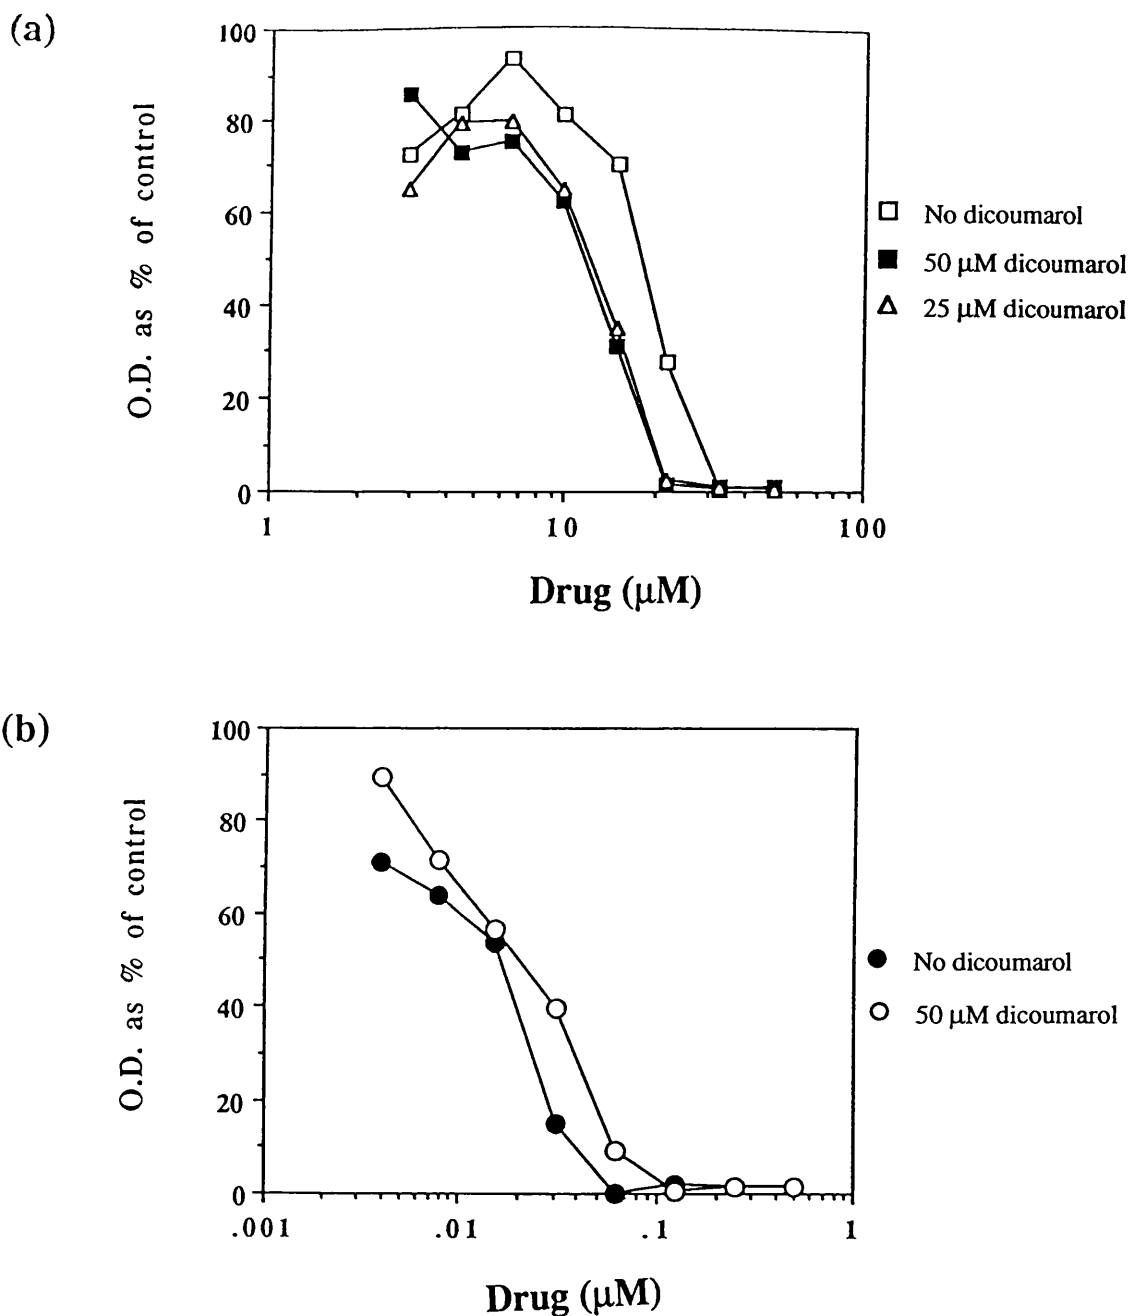 (a)
100
80
60
40
20
0
O.D. as % of control
1
10
100
Drug (μM)
No dicoumarol
50 μM dicoumarol
25 μM dicoumarol
(b)
100
80
60
40
20
0
O.D. as % of control
.001
.01
.1
1
Drug (μM)
No dicoumarol
50 μM dicoumarol